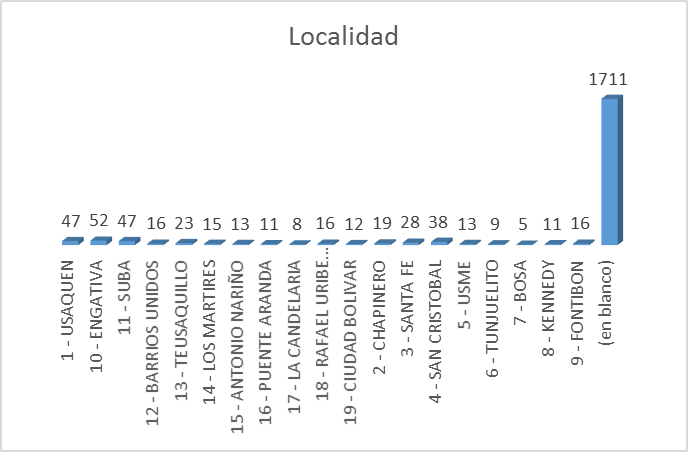 Localidad
1711
47
52
47
16
23
15
13
11
8
16
12
19
28
38
13
9
5
11
16
1 - USAQUEN
10 - ENGATIVA
11 - SUBA
12 - BARRIOS UNIDOS
13 - TEUSAQUILLO
14 - LOS MARTIRES
15 - ANTONIO NARIÑO
16 - PUENTE ARANDA
17 - LA CANDELARIA
18 - RAFAEL URIBE…
19 - CIUDAD BOLIVAR
2 - CHAPINERO
3 - SANTA FE
4 - SAN CRISTOBAL
5 - USME
6 - TUNJUELITO
7 - BOSA
8 - KENNEDY
9 - FONTIBON
(en blanco)